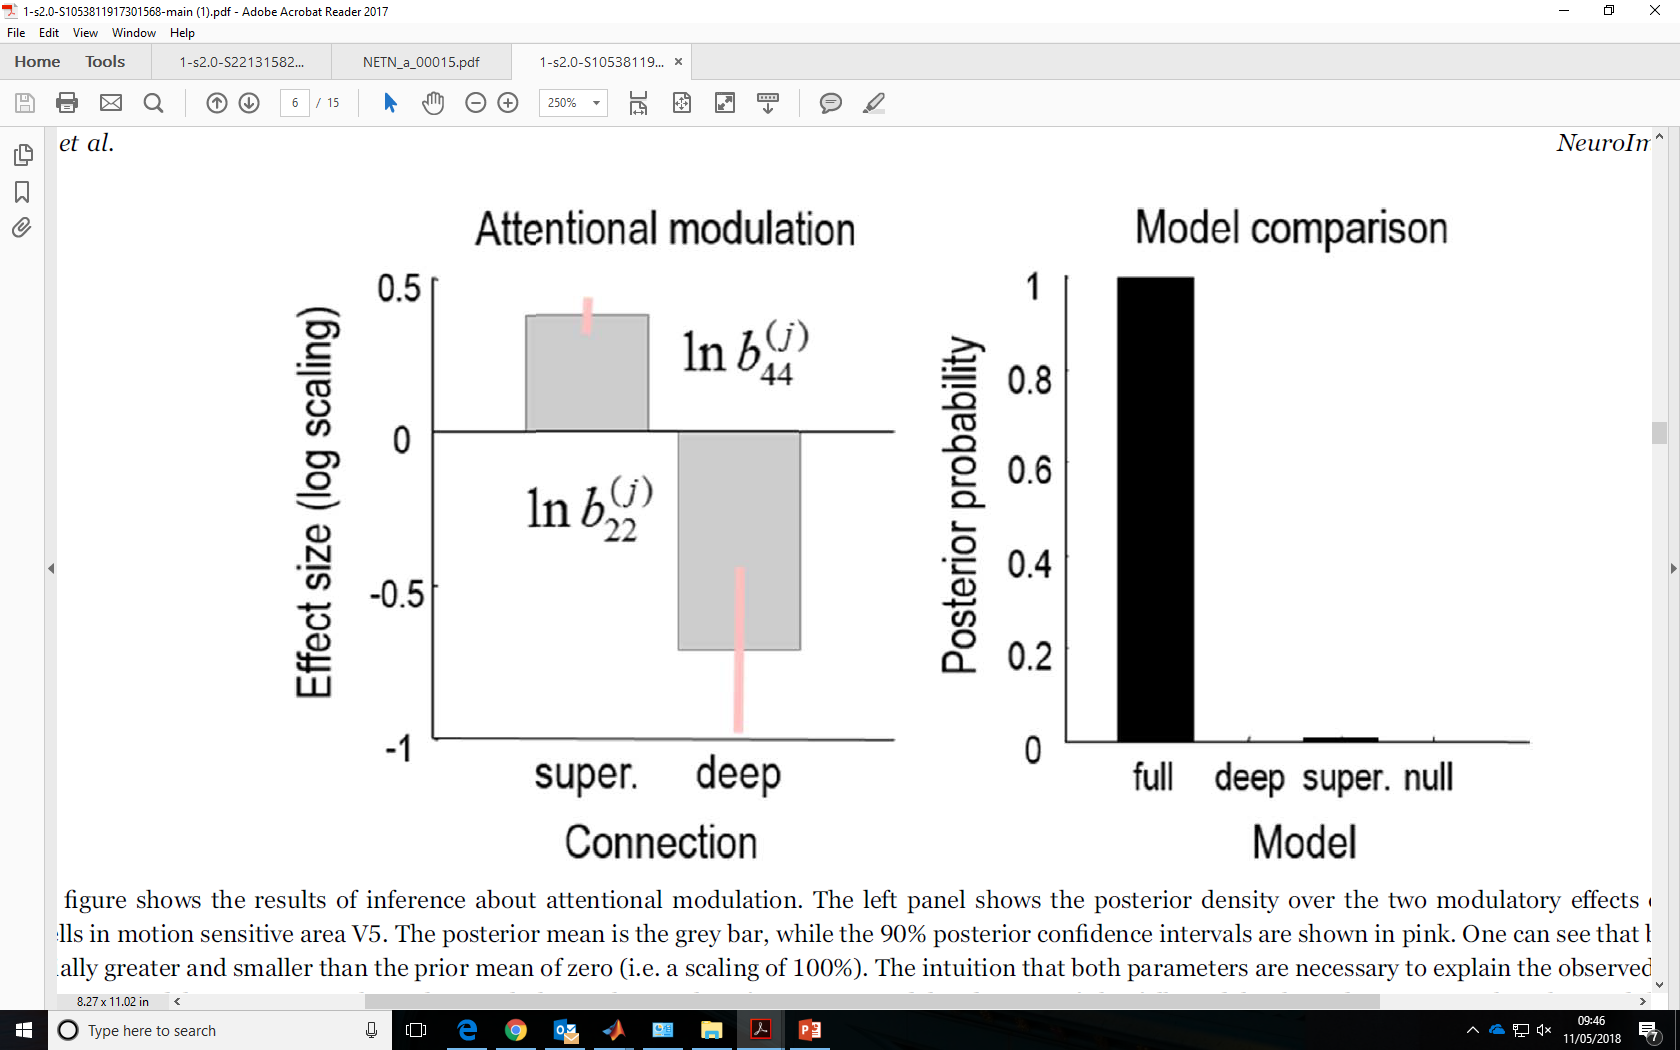 1-s2.0-S1053811917301568-main (1).pdf - Adobe Acrobat Reader 2017
File Edit View Window Help
Home Tools 1-s2.0-S22131582... NETN_a_00015.pdf 1-s2.0-S10538119... ×
6 / 15 250%
et al. NeuroIm
Attentional modulation
Model comparison
0.5
0
-0.5
-1
Effect size (log scaling)
ln b44(j)
ln b22(j)
super. deep
Connection
1
0.8
0.6
0.4
0.2
0
Posterior probability
full deep super. null
Model
figure shows the results of inference about attentional modulation. The left panel shows the posterior density over the two modulatory effects
lls in motion sensitive area V5. The posterior mean is the grey bar, while the 90% posterior confidence intervals are shown in pink. One can see that
ally greater and smaller than the prior mean of zero (i.e. a scaling of 100%). The intuition that both parameters are necessary to explain the observed
8.27 x 11.02 in
Type here to search
09:46
11/05/2018
7